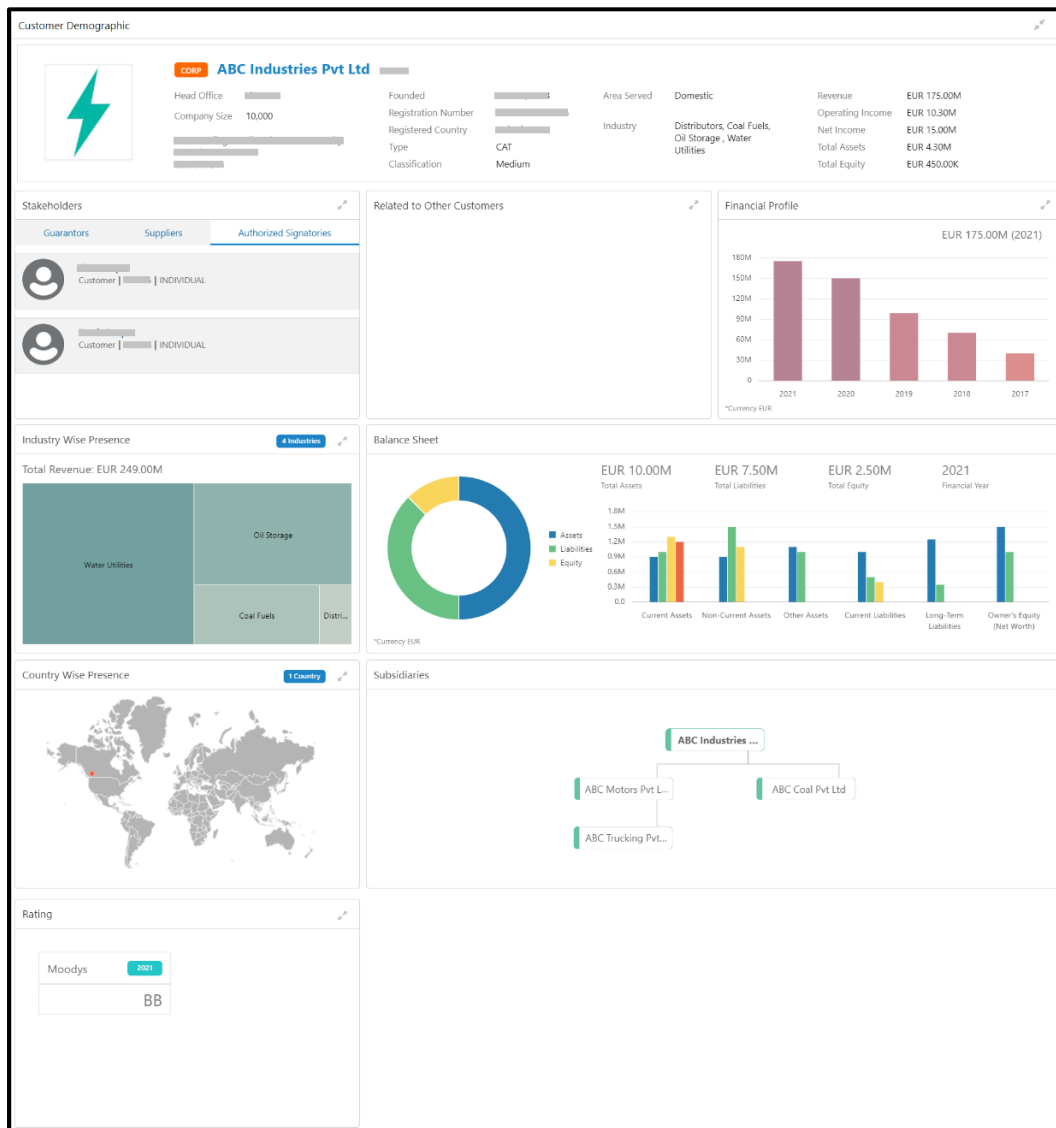 Customer Demographic
CORP ABC Industries Pvt Ltd
Head Office
Company Size 10,000
Founded
Registration Number
Registered Country
Type CAT
Classification Medium
Area Served Domestic
Industry Distributors, Coal Fuels,
Oil Storage , Water
Utilities
Revenue EUR 175.00M
Operating Income EUR 10.30M
Net Income EUR 15.00M
Total Assets EUR 4.30M
Total Equity EUR 450.00K
Stakeholders
Guarantors Suppliers Authorized Signatories
Customer | | INDIVIDUAL
Customer | | INDIVIDUAL
Related to Other Customers
Financial Profile
EUR 175.00M (2021)
180M
150M
120M
90M
60M
30M
0
2021 2020 2019 2018 2017
*Currency EUR
Industry Wise Presence 4 Industries
Total Revenue: EUR 249.00M
Water Utilities
Oil Storage
Coal Fuels
Distri...
Balance Sheet
Assets
Liabilities
Equity
*Currency EUR
EUR 10.00M EUR 7.50M EUR 2.50M 2021
Total Assets Total Liabilities Total Equity Financial Year
1.8M
1.5M
1.2M
0.9M
0.6M
0.3M
0.0
Current Assets Non-Current Assets Other Assets Current Liabilities Long-Term Owner's Equity
Liabilities (Net Worth)
Country Wise Presence 1 Country
Subsidiaries
ABC Industries ...
ABC Motors Pvt L... ABC Coal Pvt Ltd
ABC Trucking Pvt...
Rating
Moodys 2021
BB